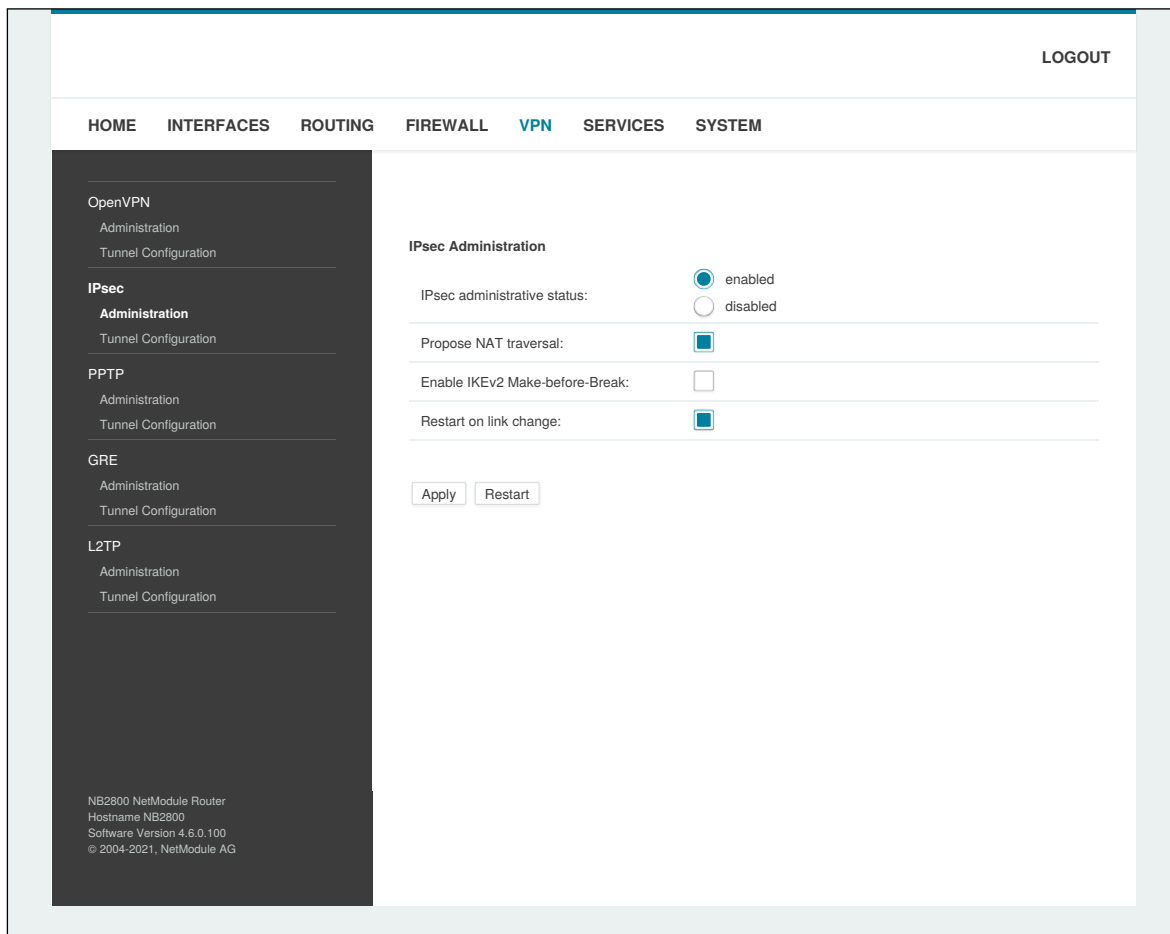 LOGOUT
HOME INTERFACES ROUTING FIREWALL VPN SERVICES SYSTEM
OpenVPN
Administration
Tunnel Configuration
IPsec
Administration
Tunnel Configuration
PPTP
Administration
Tunnel Configuration
GRE
Administration
Tunnel Configuration
L2TP
Administration
Tunnel Configuration
NB2800 NetModule Router
Hostname NB2800
Software Version 4.6.0.100
© 2004-2021, NetModule AG
IPsec Administration
IPsec administrative status:
enabled
disabled
Propose NAT traversal:
Enable IKEv2 Make-before-Break:
Restart on link change:
Apply Restart